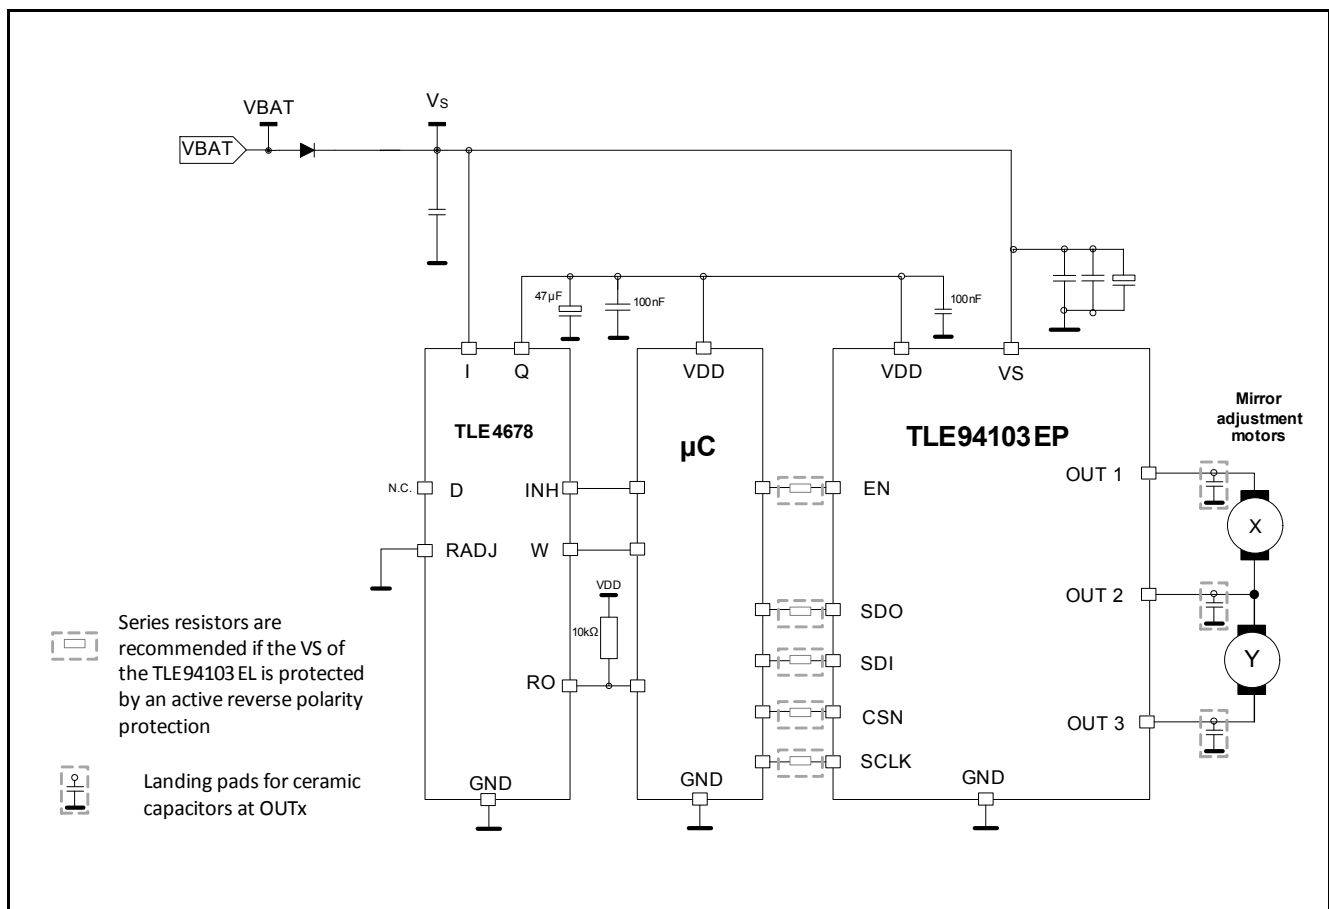 VBAT
Vs
VBAT
47µF
100nF
100nF
I
Q
VDD
VDD
VS
TLE4678
µC
TLE94103EP
Mirror
adjustment
motors
OUT 1
N.C.
D
INH
EN
X
RADJ
W
VDD
OUT 2
SDO
10kΩ
Series resistors are
recommended if the VS of
the TLE94103EL is protected
by an active reverse polarity
protection
SDI
Y
RO
CSN
OUT 3
SCLK
GND
GND
GND
Landing pads for ceramic
capacitors at OUTx